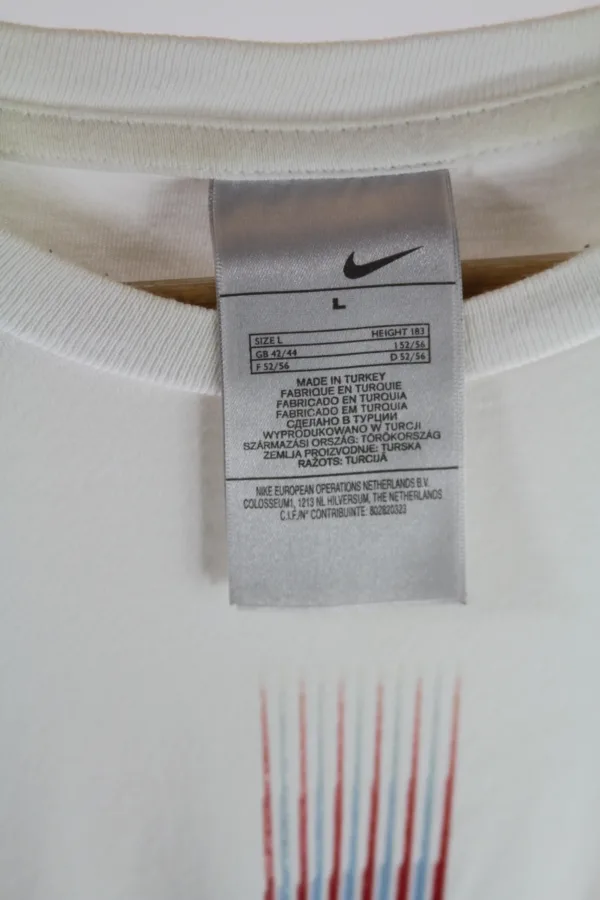 L
SIZE L HEIGHT 183
GB 42/44 I 52/56
F 52/56 D 52/56
MADE IN TURKEY
FABRIQUE EN TURQUIE
FABRICADO EN TURQUIA
FABRICADO EM TURQUIA
СДЕЛАНО В ТУРЦИИ
WYPRODUKOWANO W TURCJI
SZÁRMAZÁSI ORSZÁG: TÖRÖKORSZÁG
ZEMLJA PROIZVODNJE: TURSKA
RAŽOTS: TURCIJĀ
NIKE EUROPEAN OPERATIONS NETHERLANDS B.V.
COLOSSEUM1, 1213 NL HILVERSUM, THE NETHERLANDS
C.I.F./N° CONTRIBUINTE: 802820323